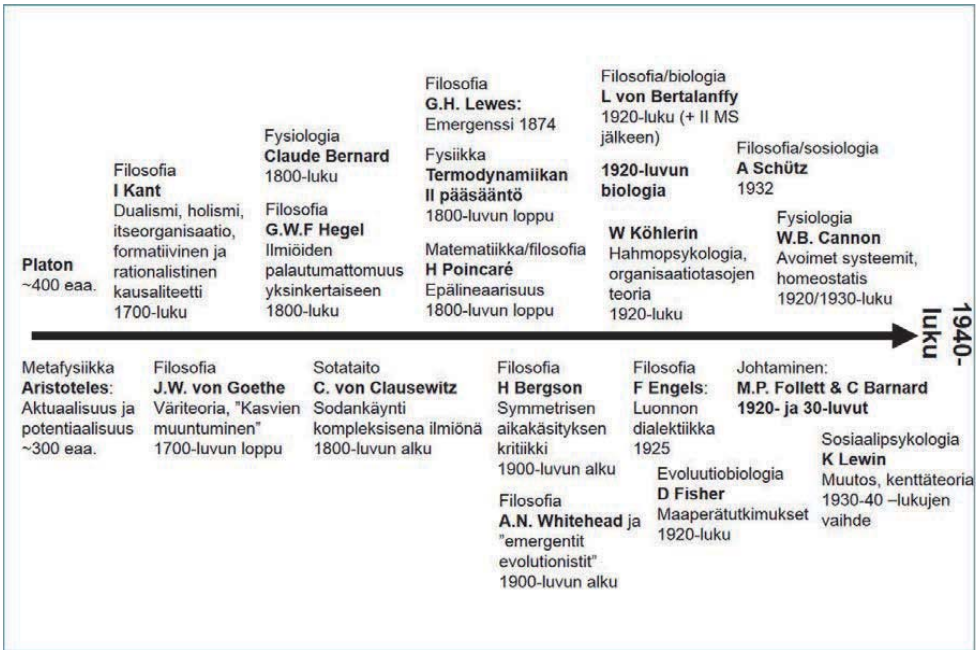 Platon
~400 eaa.
Filosofia
I Kant
Dualismi, holismi,
itseorganisaatio,
formatiivinen ja
rationalistinen
kausaliteetti
1700-luku
Fysiologia
Claude Bernard
1800-luku
Filosofia
G.W.F Hegel
Ilmiöiden
palautumattomuus
yksinkertaiseen
1800-luku
Filosofia
G.H. Lewes:
Emergenssi 1874
Fysiikka
Termodynamiikan
II pääsääntö
1800-luvun loppu
Matematiikka/filosofia
H Poincaré
Epälineaarisuus
1800-luvun loppu
Filosofia/biologia
L von Bertalanffy
1920-luku (+ II MS
jälkeen)
1920-luvun
biologia
W Köhlerin
Hahmopsykologia,
organisaatiotasojen
teoria
1920-luku
Filosofia/sosiologia
A Schütz
1932
Fysiologia
W.B. Cannon
Avoimet systeemit,
homeostatis
1920/1930-luku
1940-
luku
Metafysiikka
Aristoteles:
Aktuaalisuus ja
potentiaalisuus
~300 eaa.
Filosofia
J.W. von Goethe
Väriteoria, ”Kasvien
muuntuminen”
1700-luvun loppu
Sotataito
C. von Clausewitz
Sodankäynti
kompleksisena ilmiönä
1800-luvun alku
Filosofia
H Bergson
Symmetrisen
aikakäsityksen
kritiikki
1900-luvun alku
Filosofia
A.N. Whitehead ja
”emergentit
evolutionistit”
1900-luvun alku
Filosofia
F Engels:
Luonnon
dialektiikka
1925
Evoluutiobiologia
D Fisher
Maaperätutkimukset
1920-luku
Johtaminen:
M.P. Follett & C Barnard
1920- ja 30-luvut
Sosiaalipsykologia
K Lewin
Muutos, kenttäteoria
1930-40 –lukujen
vaihde